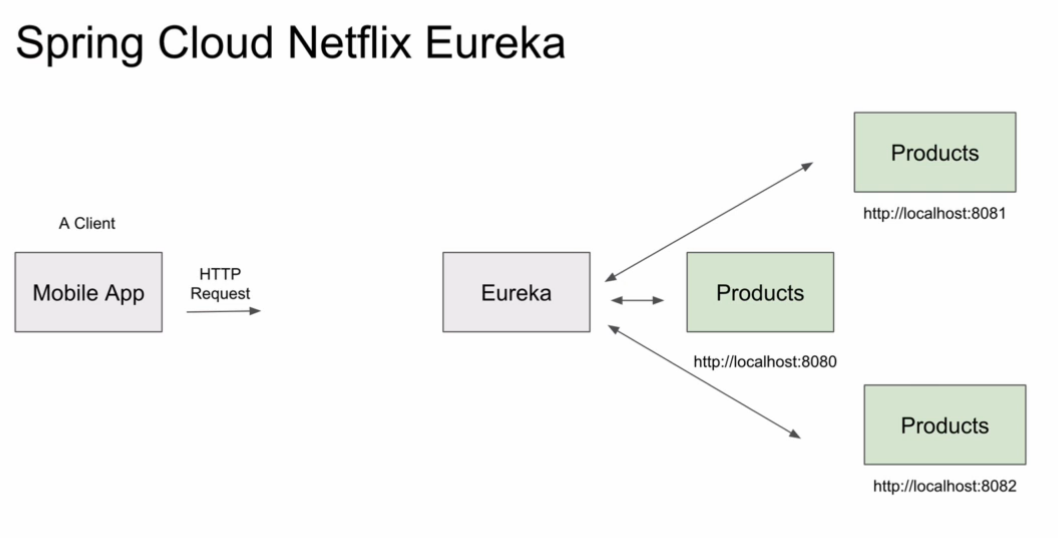 Spring Cloud Netflix Eureka
Products
http://localhost:8081
A Client
Mobile App
HTTP
Request
Eureka
Products
http://localhost:8080
Products
http://localhost:8082